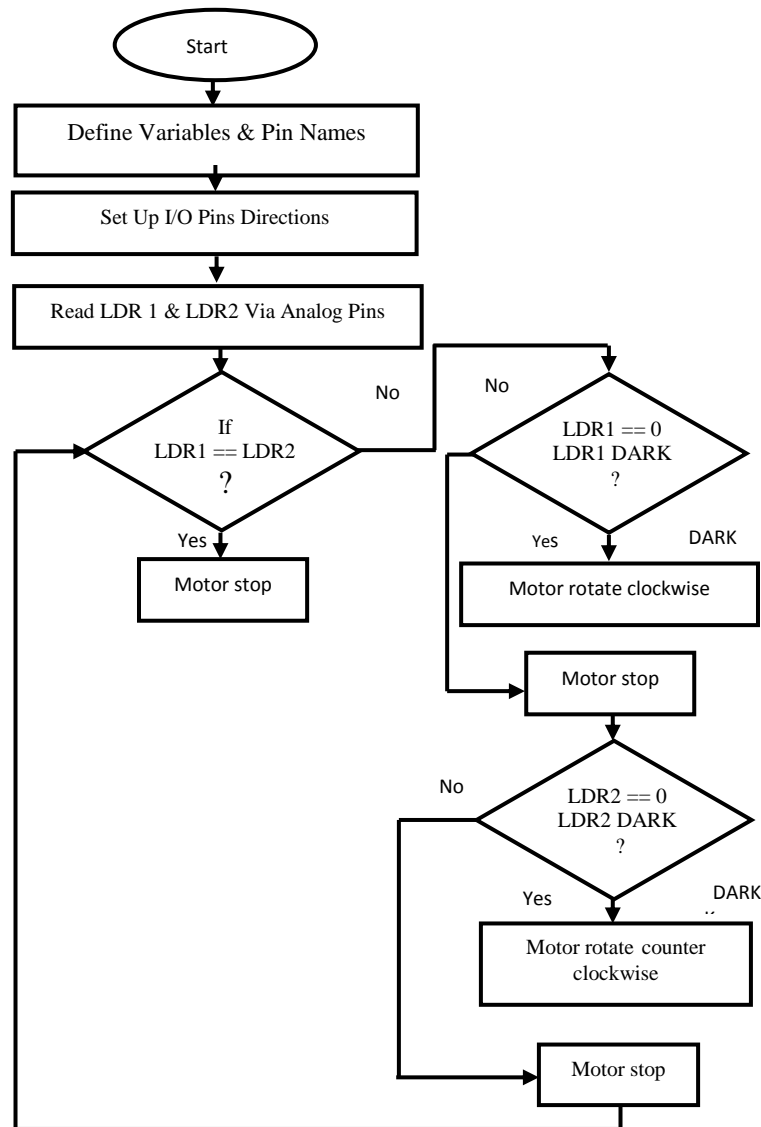 Start
Define Variables & Pin Names
Set Up I/O Pins Directions
Read LDR 1 & LDR2 Via Analog Pins
No
No
If
LDR1 == LDR2
?
LDR1 == 0
LDR1 DARK
?
Yes
Motor stop
Yes
DARK
Motor rotate clockwise
Motor stop
No
LDR2 == 0
LDR2 DARK
?
Yes
DARK
Motor rotate counter
clockwise
Motor stop